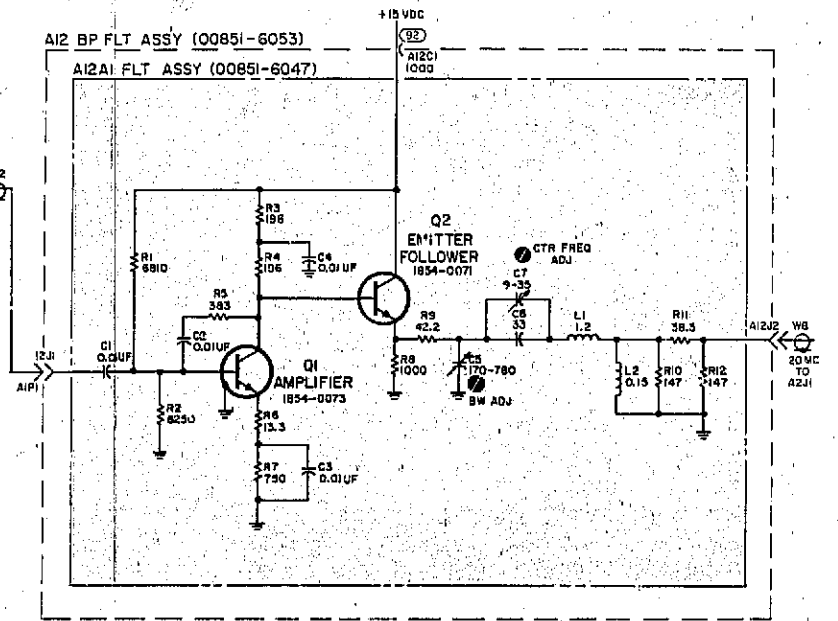 +15 VDC
92
A12C1
1000
A12 BP FLT ASSY (00851-6053)
A12A1 FLT ASSY (00851-6047)
R3
196
R4
196
C4
0.01UF
R1
6810
R5
383
C2
0.01UF
Q2
EMITTER
FOLLOWER
1854-0071
CTR FREQ
ADJ
C7
9-35
C6
33
R9
42.2
L1
1.2
R11
38.3
A12J2
W8
20 MC
TO
A2J1
12J1
A1P1
C1
0.01UF
Q1
AMPLIFIER
1854-0073
R8
1000
C5
170-780
BW ADJ
L2
0.15
R10
147
R12
147
R2
8250
R6
13.3
R7
750
C3
0.01UF